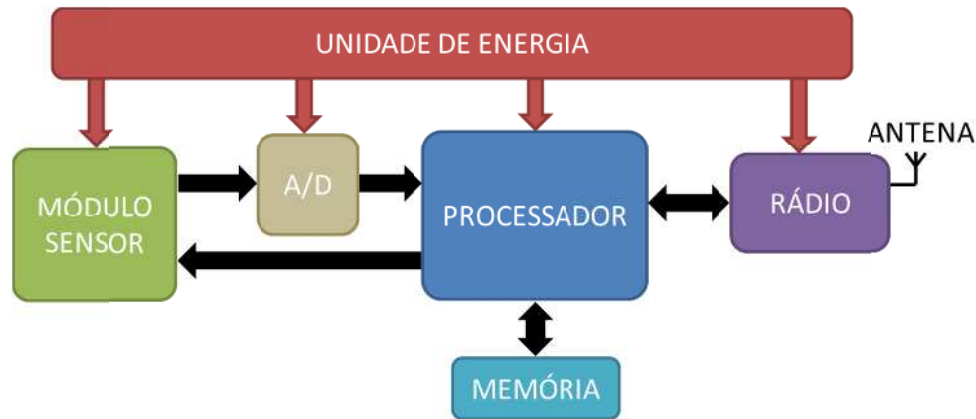 UNIDADE DE ENERGIA
ANTENA
MÓDULO
SENSOR
A/D
PROCESSADOR
RÁDIO
MEMÓRIA